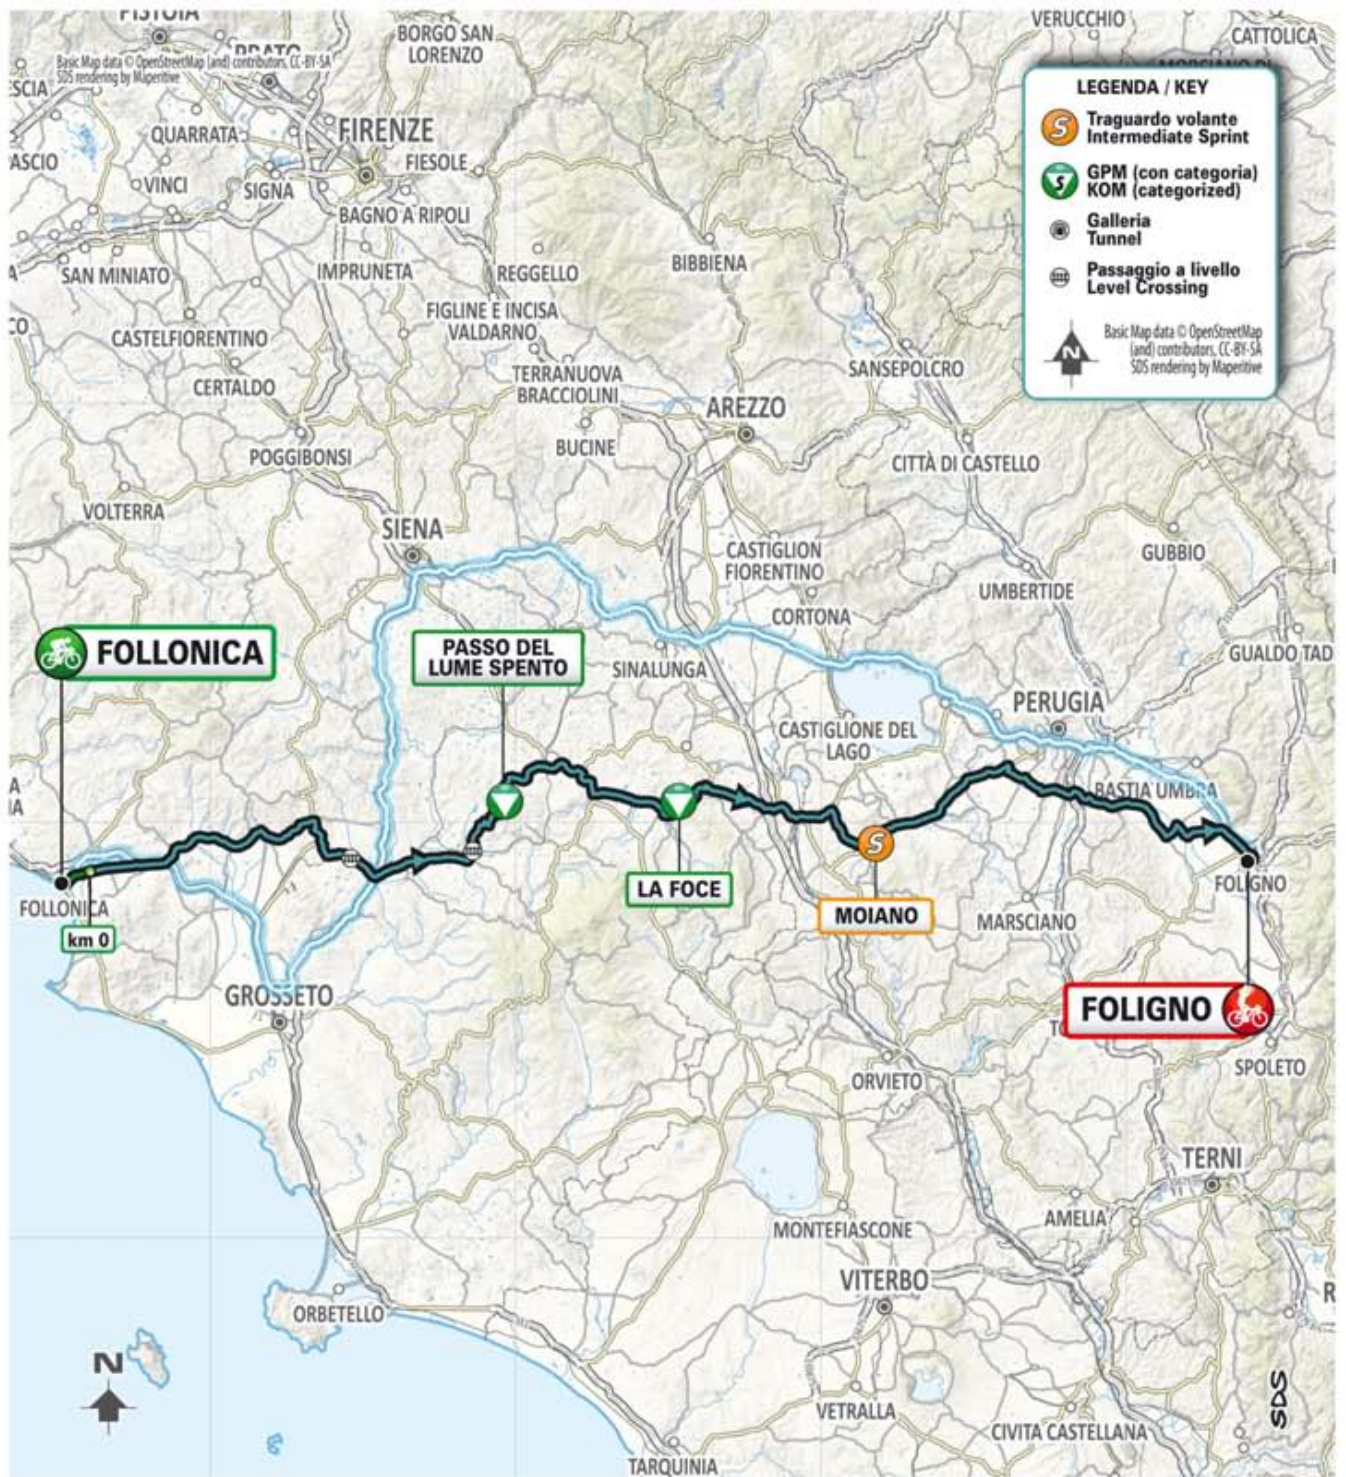 PISTOIA
PRATO
Basic Map data © OpenStreetMap (and) contributors, CC-BY-SA
SDS rendering by Maperitive
BORGO SAN
LORENZO
VERUCCHIO
CATTOLICA
LEGENDA / KEY
Traguardo volante
Intermediate Sprint
GPM (con categoria)
KOM (categorized)
Galleria
Tunnel
Passaggio a livello
Level Crossing
N
Basic Map data © OpenStreetMap
(and) contributors, CC-BY-SA
SDS rendering by Maperitive
SCIA
QUARRATA
FIRENZE
FIESOLE
ASCIO
VINCI
SIGNA
BAGNO A RIPOLI
SAN MINIATO
IMPRUNETA
REGGELLO
BIBBIENA
FIGLINE E INCISA
VALDARNO
CO
CASTELFIORENTINO
SANSEPOLCRO
CERTALDO
TERRANUOVA
BRACCIOLINI
AREZZO
BUCINE
POGGIBONSI
CITTÀ DI CASTELLO
VOLTERRA
SIENA
CASTIGLION
FIORENTINO
GUBBIO
UMBERTIDE
CORTONA
FOLLONICA
PASSO DEL
LUME SPENTO
SINALUNGA
GUALDO TAD
PERUGIA
CASTIGLIONE DEL
LAGO
BASTIA UMBRA
S
LA FOCE
MOIANO
MARSCIANO
FOLIGNO
FOLLONICA
km 0
GROSSETO
FOLIGNO
SPOLETO
ORVIETO
TERNI
AMELIA
MONTEFIASCONE
VITERBO
ORBETELLO
N
VETRALLA
CIVITA CASTELLANA
SDS
TARQUINIA